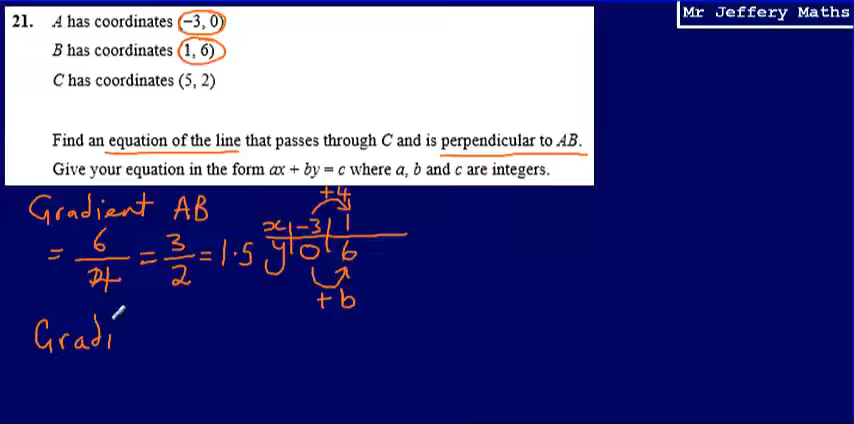 Mr Jeffery Maths
21. A has coordinates (−3, 0)
B has coordinates (1, 6)
C has coordinates (5, 2)
Find an equation of the line that passes through C and is perpendicular to AB.
Give your equation in the form ax + by = c where a, b and c are integers.
Gradient AB
= 6/4 = 3/2 = 1.5
+4
x | -3 | 1
y | 0 | 6
+6
Gradi